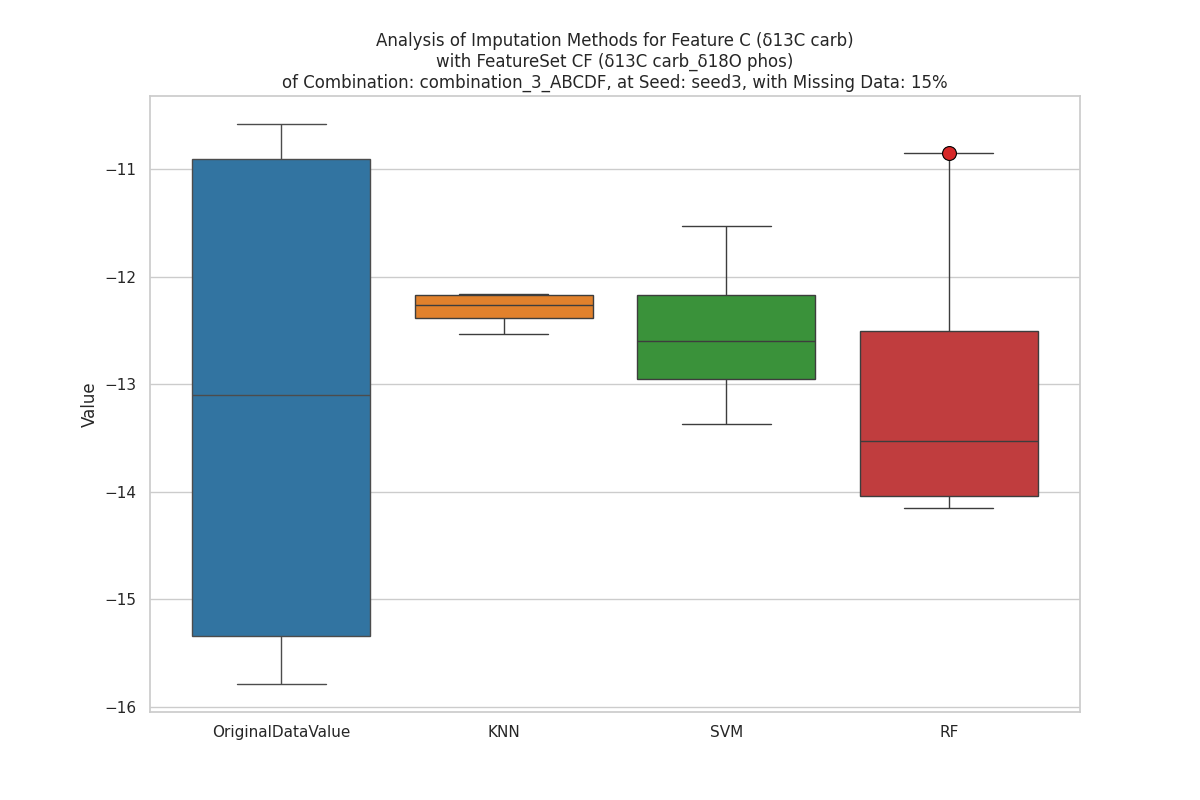 Analysis of Imputation Methods for Feature C (δ13C carb)
with FeatureSet CF (δ13C carb_δ18O phos)
of Combination: combination_3_ABCDF, at Seed: seed3, with Missing Data: 15%
Value
−11
−12
−13
−14
−15
−16
OriginalDataValue
KNN
SVM
RF